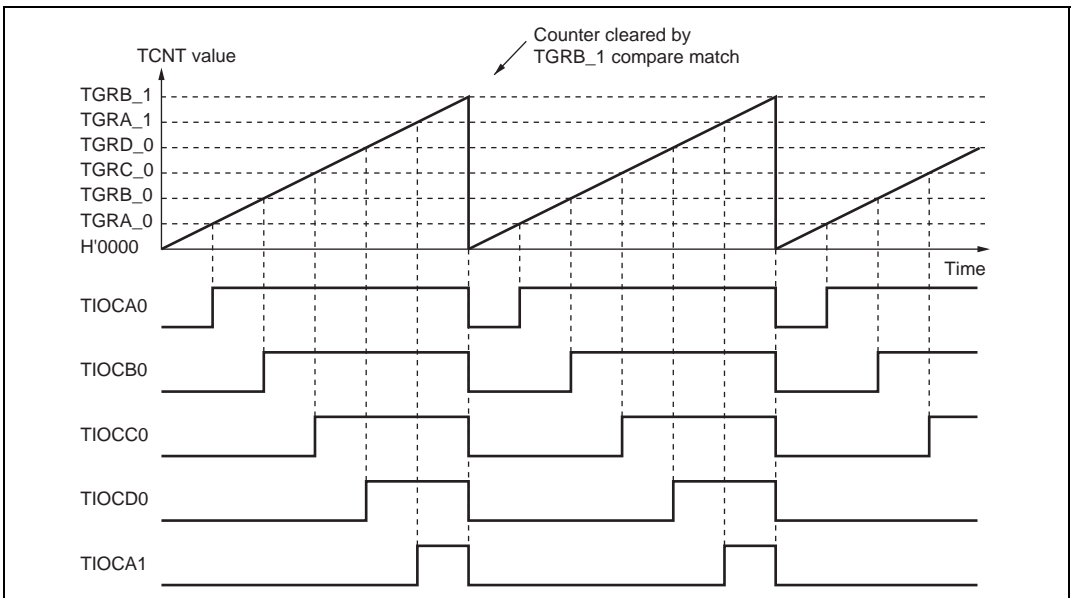 Counter cleared by
TGRB_1 compare match
TCNT value
TGRB_1
TGRA_1
TGRD_0
TGRC_0
TGRB_0
TGRA_0
H'0000
Time
TIOCA0
TIOCB0
TIOCC0
TIOCD0
TIOCA1